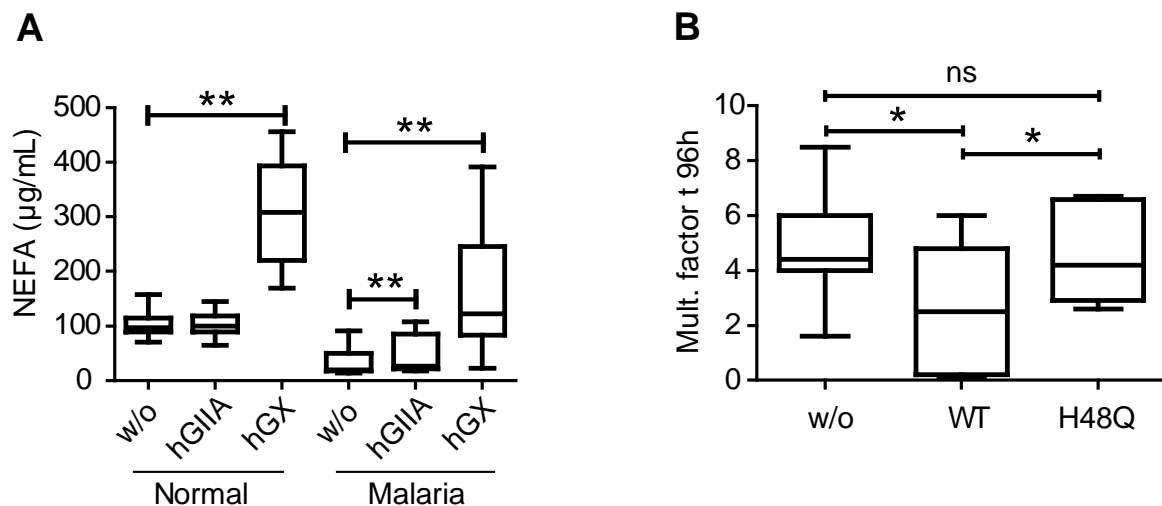 A
NEFA (µg/mL)
500
400
300
200
100
0
**
**
**
w/o
hGIIA
hGX
w/o
hGIIA
hGX
Normal
Malaria
B
Mult. factor t 96h
10
8
6
4
2
0
ns
*
*
w/o
WT
H48Q